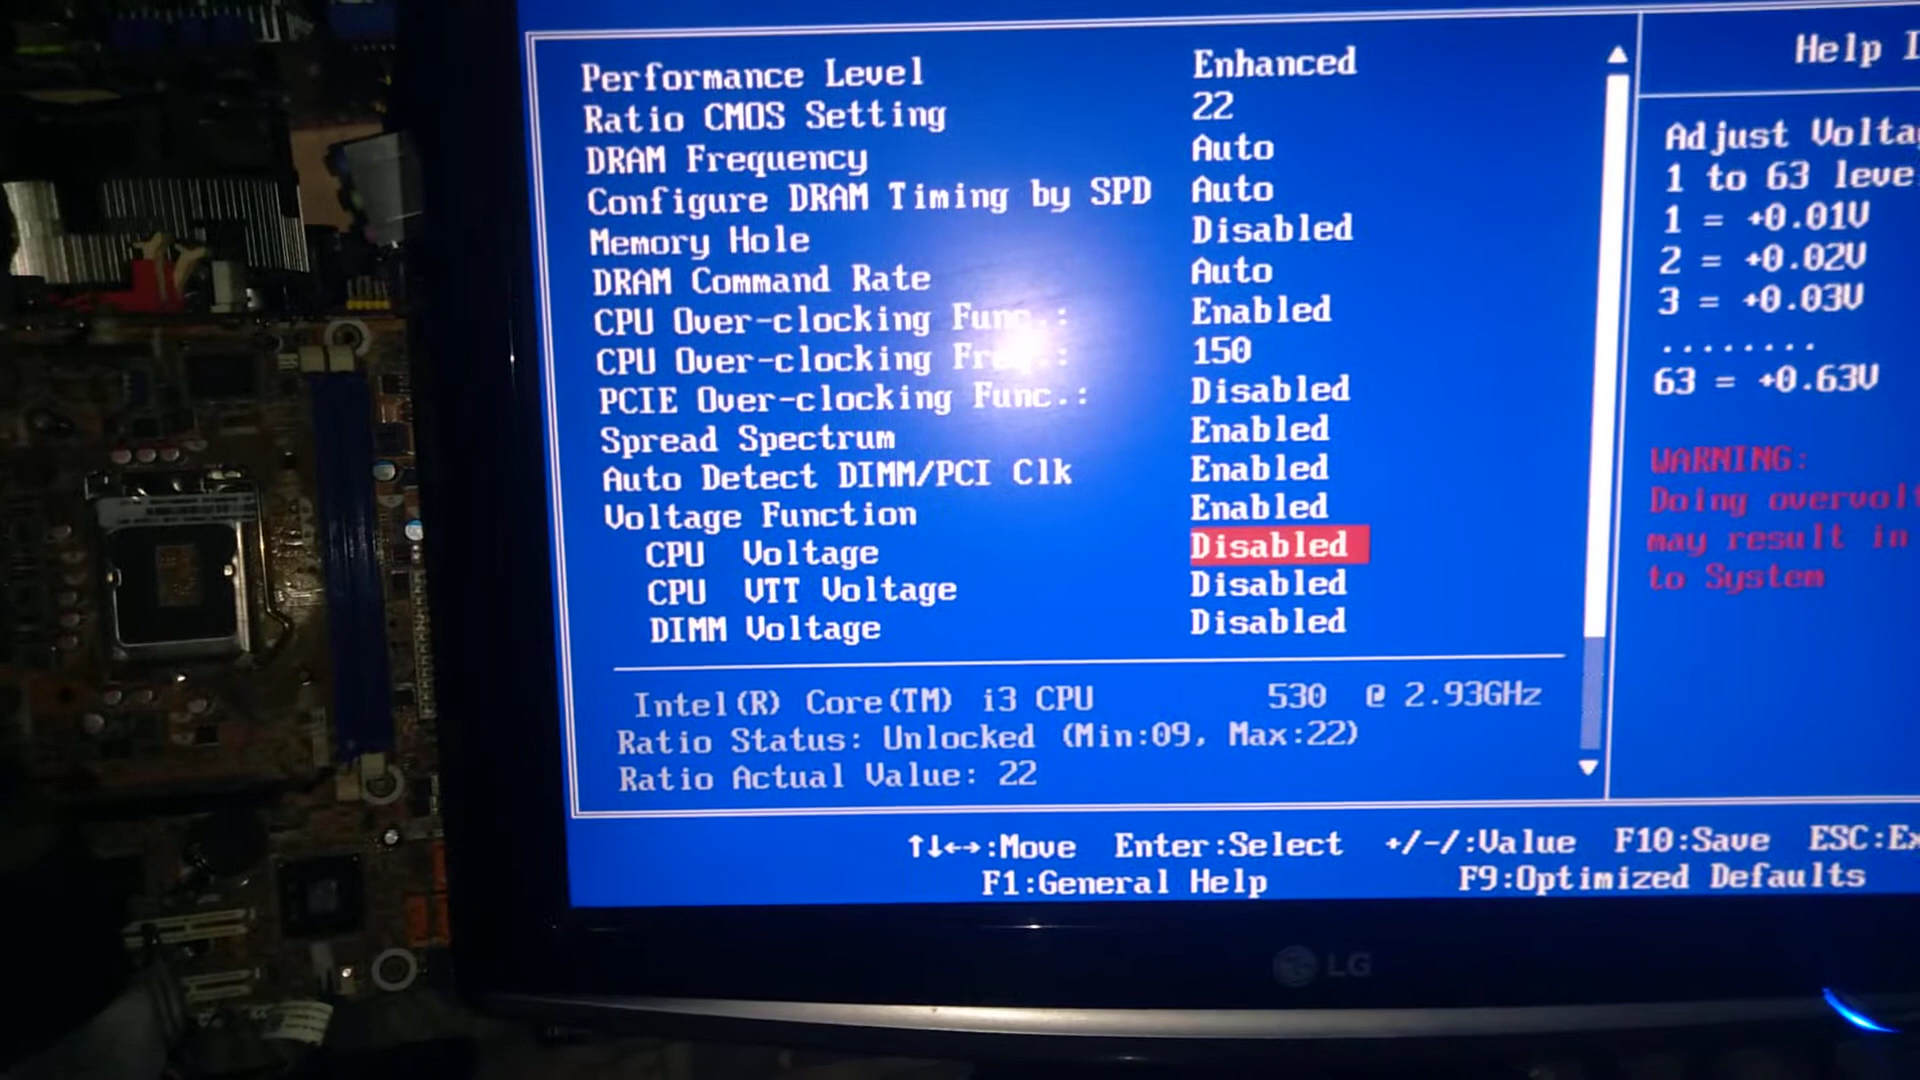 Performance Level Enhanced
Ratio CMOS Setting 22
DRAM Frequency Auto
Configure DRAM Timing by SPD Auto
Memory Hole Disabled
DRAM Command Rate Auto
CPU Over-clocking Func.: Enabled
CPU Over-clocking Freq.: 150
PCIE Over-clocking Func.: Disabled
Spread Spectrum Enabled
Auto Detect DIMM/PCI Clk Enabled
Voltage Function Enabled
CPU Voltage Disabled
CPU VTT Voltage Disabled
DIMM Voltage Disabled
Intel(R) Core(TM) i3 CPU 530 @ 2.93GHz
Ratio Status: Unlocked (Min:09, Max:22)
Ratio Actual Value: 22
Help
Adjust
1 to 63
1 = +0.01V
2 = +0.02V
3 = +0.03V
........
63 = +0.63V
WARNING:
Doing
may result in
to System
↑↓←→:Move Enter:Select +/-/:Value F10:Save
F1:General Help F9:Optimized Defaults
LG